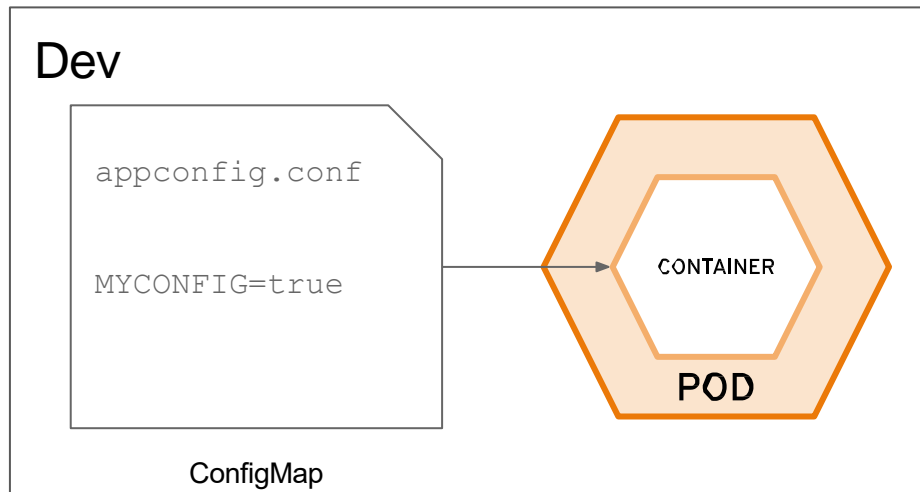 Dev
appconfig.conf
MYCONFIG=true
ConfigMap
CONTAINER
POD